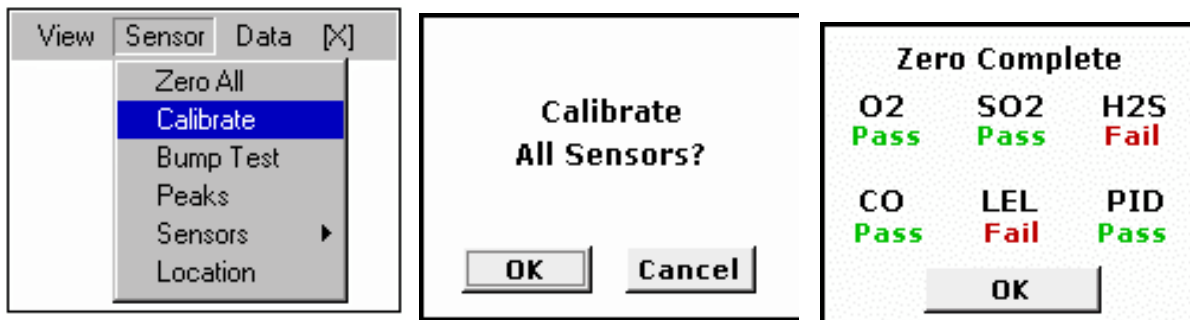 View Sensor Data [X]
Zero All
Calibrate
Bump Test
Peaks
Sensors
Location
Calibrate
All Sensors?
OK Cancel
Zero Complete
O2 SO2 H2S
Pass Pass Fail
CO LEL PID
Pass Fail Pass
OK